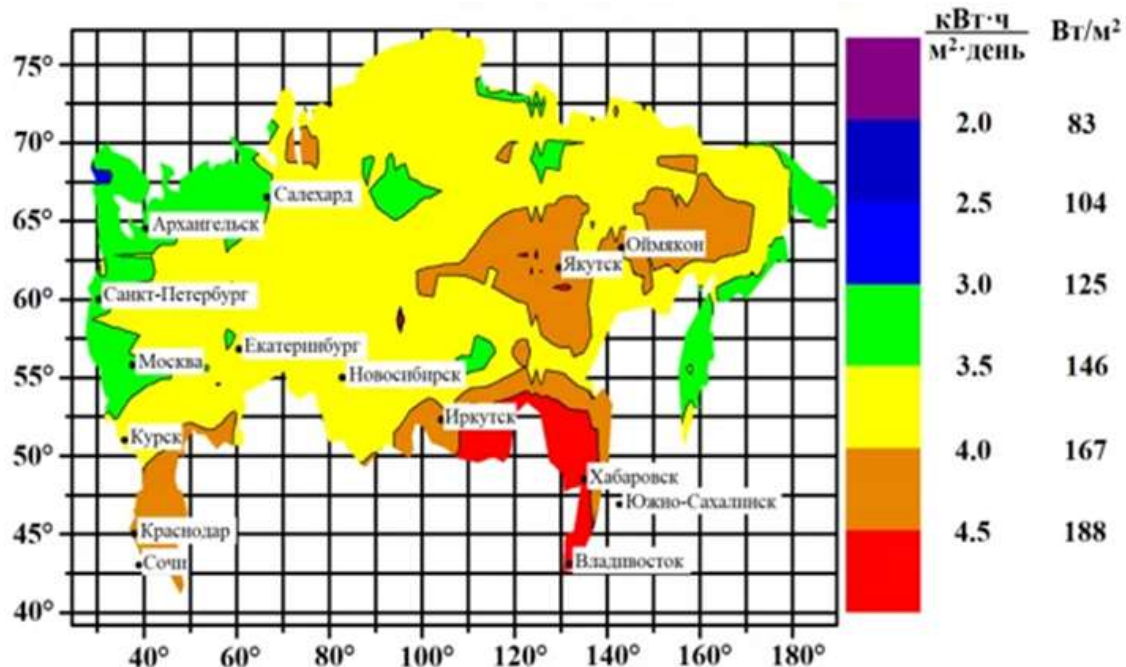 кВт·ч
м²·день
Вт/м²
75°
70°
65°
60°
55°
50°
45°
40°
40°
60°
80°
100°
120°
140°
160°
180°
Салехард
Архангельск
Оймякон
Якутск
Санкт-Петербург
Екатеринбург
Москва
Новосибирск
Иркутск
Курск
Хабаровск
Южно-Сахалинск
Краснодар
Сочи
Владивосток
2.0 83
2.5 104
3.0 125
3.5 146
4.0 167
4.5 188